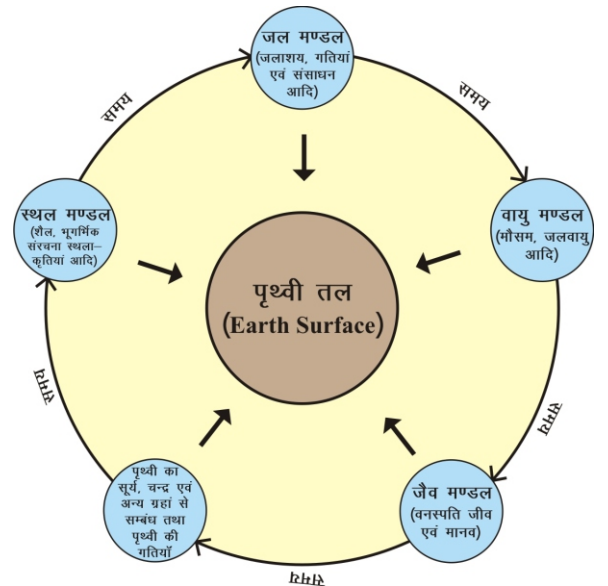 जल मण्डल
(जलाशय, गतियां
एवं संसाधन
आदि)
समय
समय
स्थल मण्डल
(शैल, भूगर्भिक
संरचना स्थला–
कृतियां आदि)
वायु मण्डल
(मौसम, जलवायु
आदि)
पृथ्वी तल
(Earth Surface)
समय
समय
पृथ्वी का
सूर्य, चन्द्र एवं
अन्य ग्रहां से
सम्बंध तथा
पृथ्वी की
गतियॉं
जैव मण्डल
(वनस्पति जीव
एवं मानव)
समय